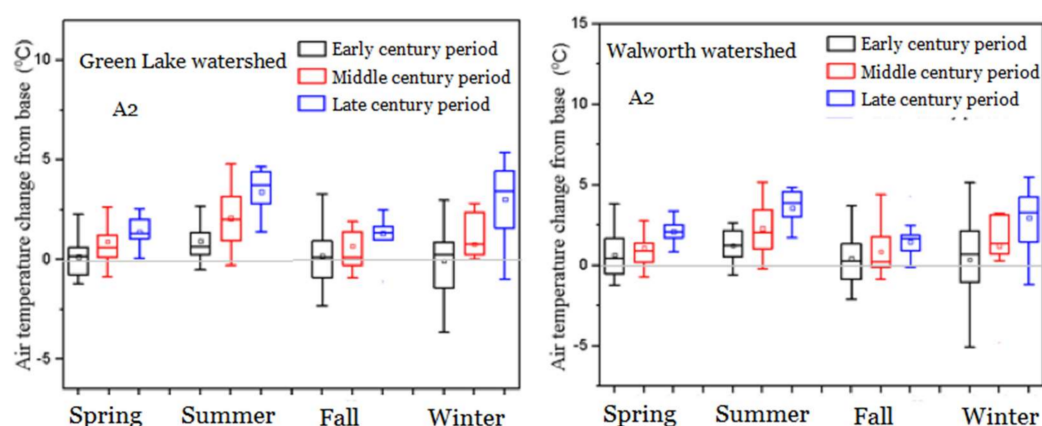 Air temperature change from base (°C)
10
5
0
-5
Green Lake watershed
A2
Early century period
Middle century period
Late century period
Spring Summer Fall Winter
Air temperature change from base (°C)
15
10
5
0
-5
Walworth watershed
A2
Early century period
Middle century period
Late century period
Spring Summer Fall Winter